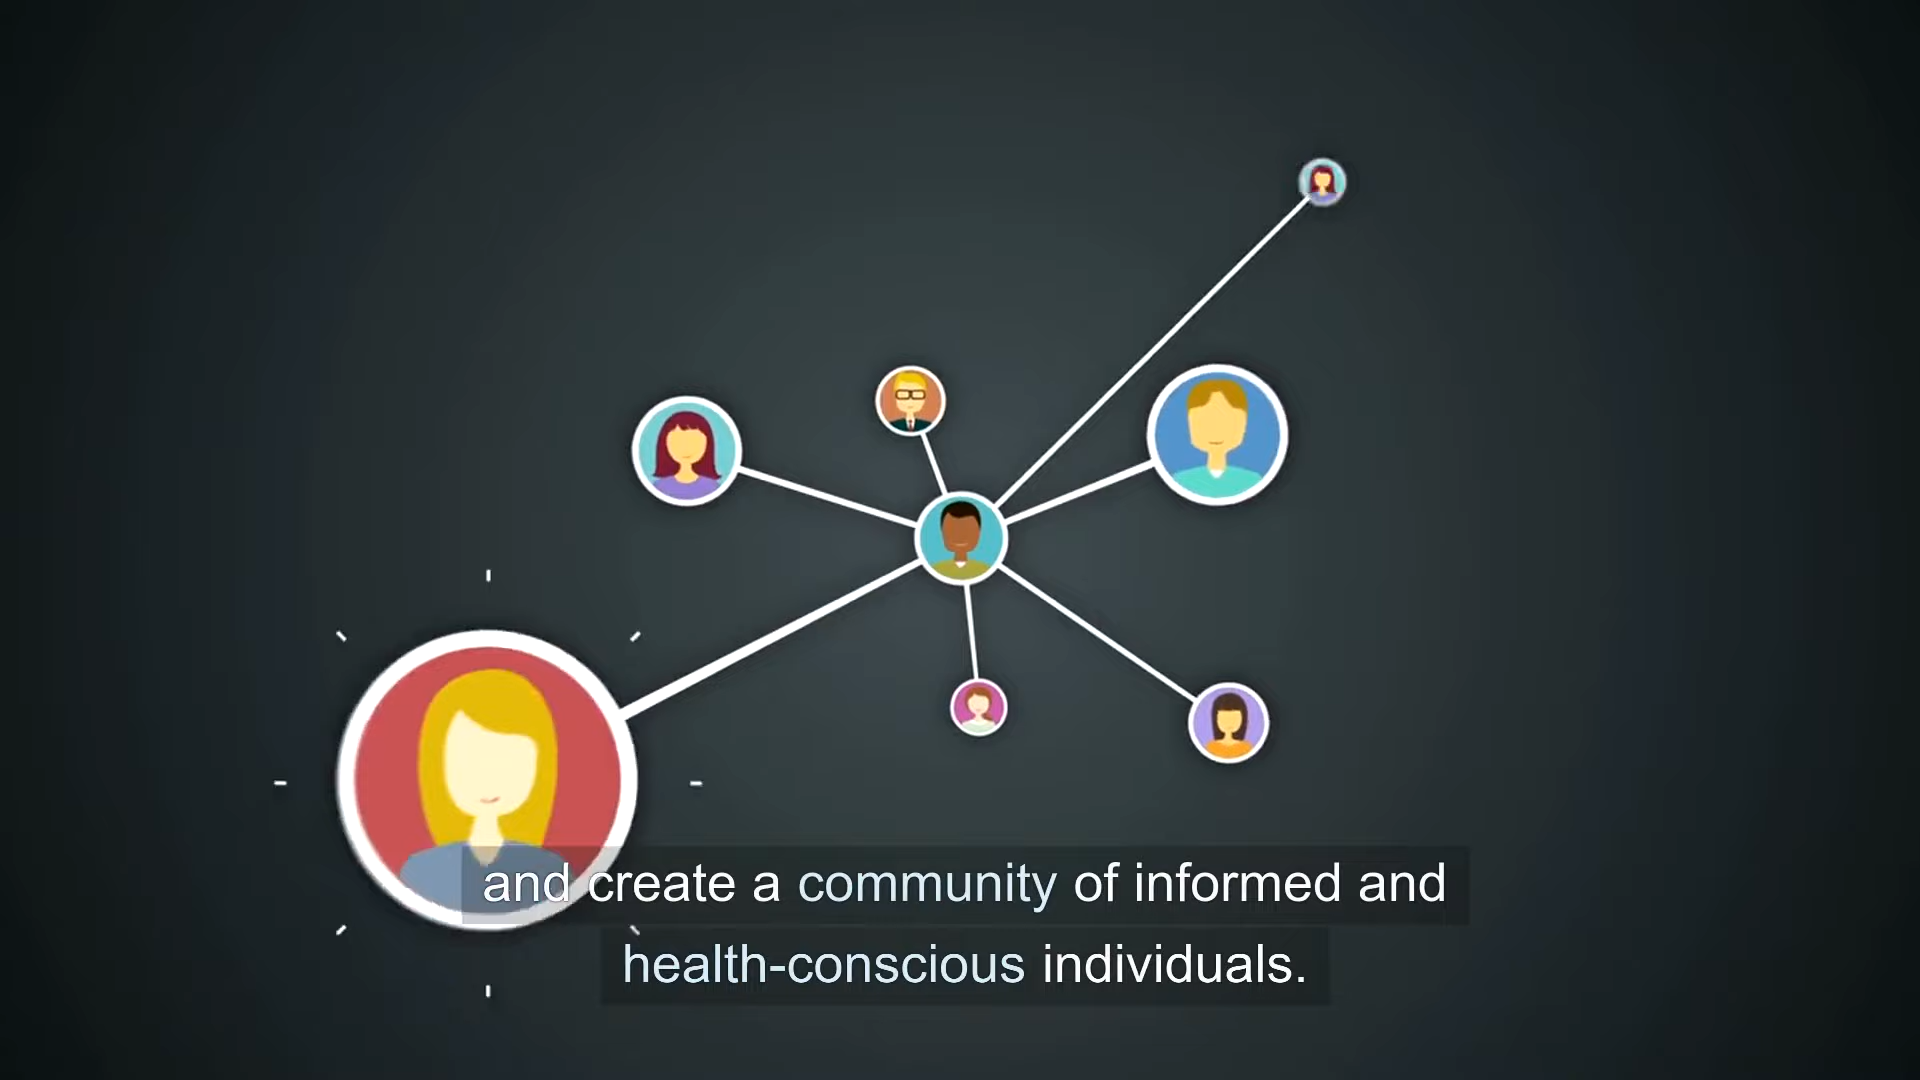 and create a community of informed and
health-conscious individuals.